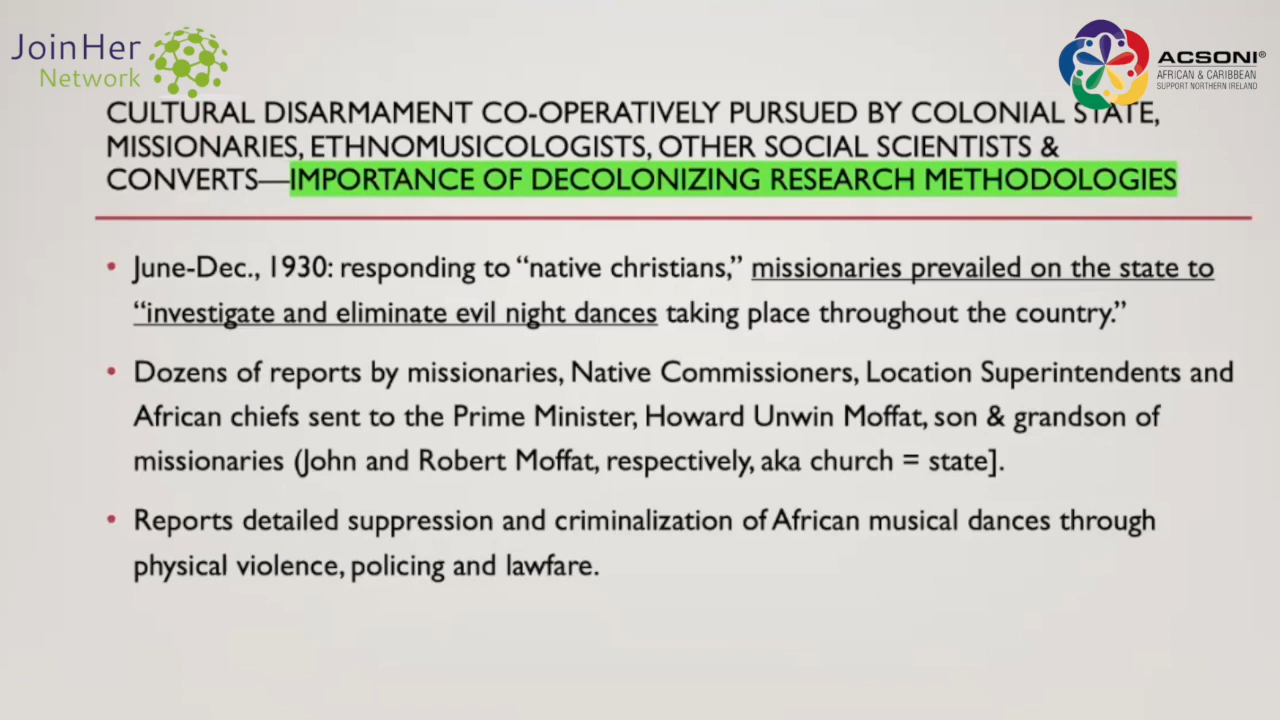 JoinHer
Network
ACSONI®
AFRICAN & CARIBBEAN
SUPPORT NORTHERN IRELAND
CULTURAL DISARMAMENT CO-OPERATIVELY PURSUED BY COLONIAL STATE,
MISSIONARIES, ETHNOMUSICOLOGISTS, OTHER SOCIAL SCIENTISTS &
CONVERTS—IMPORTANCE OF DECOLONIZING RESEARCH METHODOLOGIES
• June-Dec., 1930: responding to “native christians,” missionaries prevailed on the state to
“investigate and eliminate evil night dances taking place throughout the country.”
• Dozens of reports by missionaries, Native Commissioners, Location Superintendents and
African chiefs sent to the Prime Minister, Howard Unwin Moffat, son & grandson of
missionaries (John and Robert Moffat, respectively, aka church = state].
• Reports detailed suppression and criminalization of African musical dances through
physical violence, policing and lawfare.